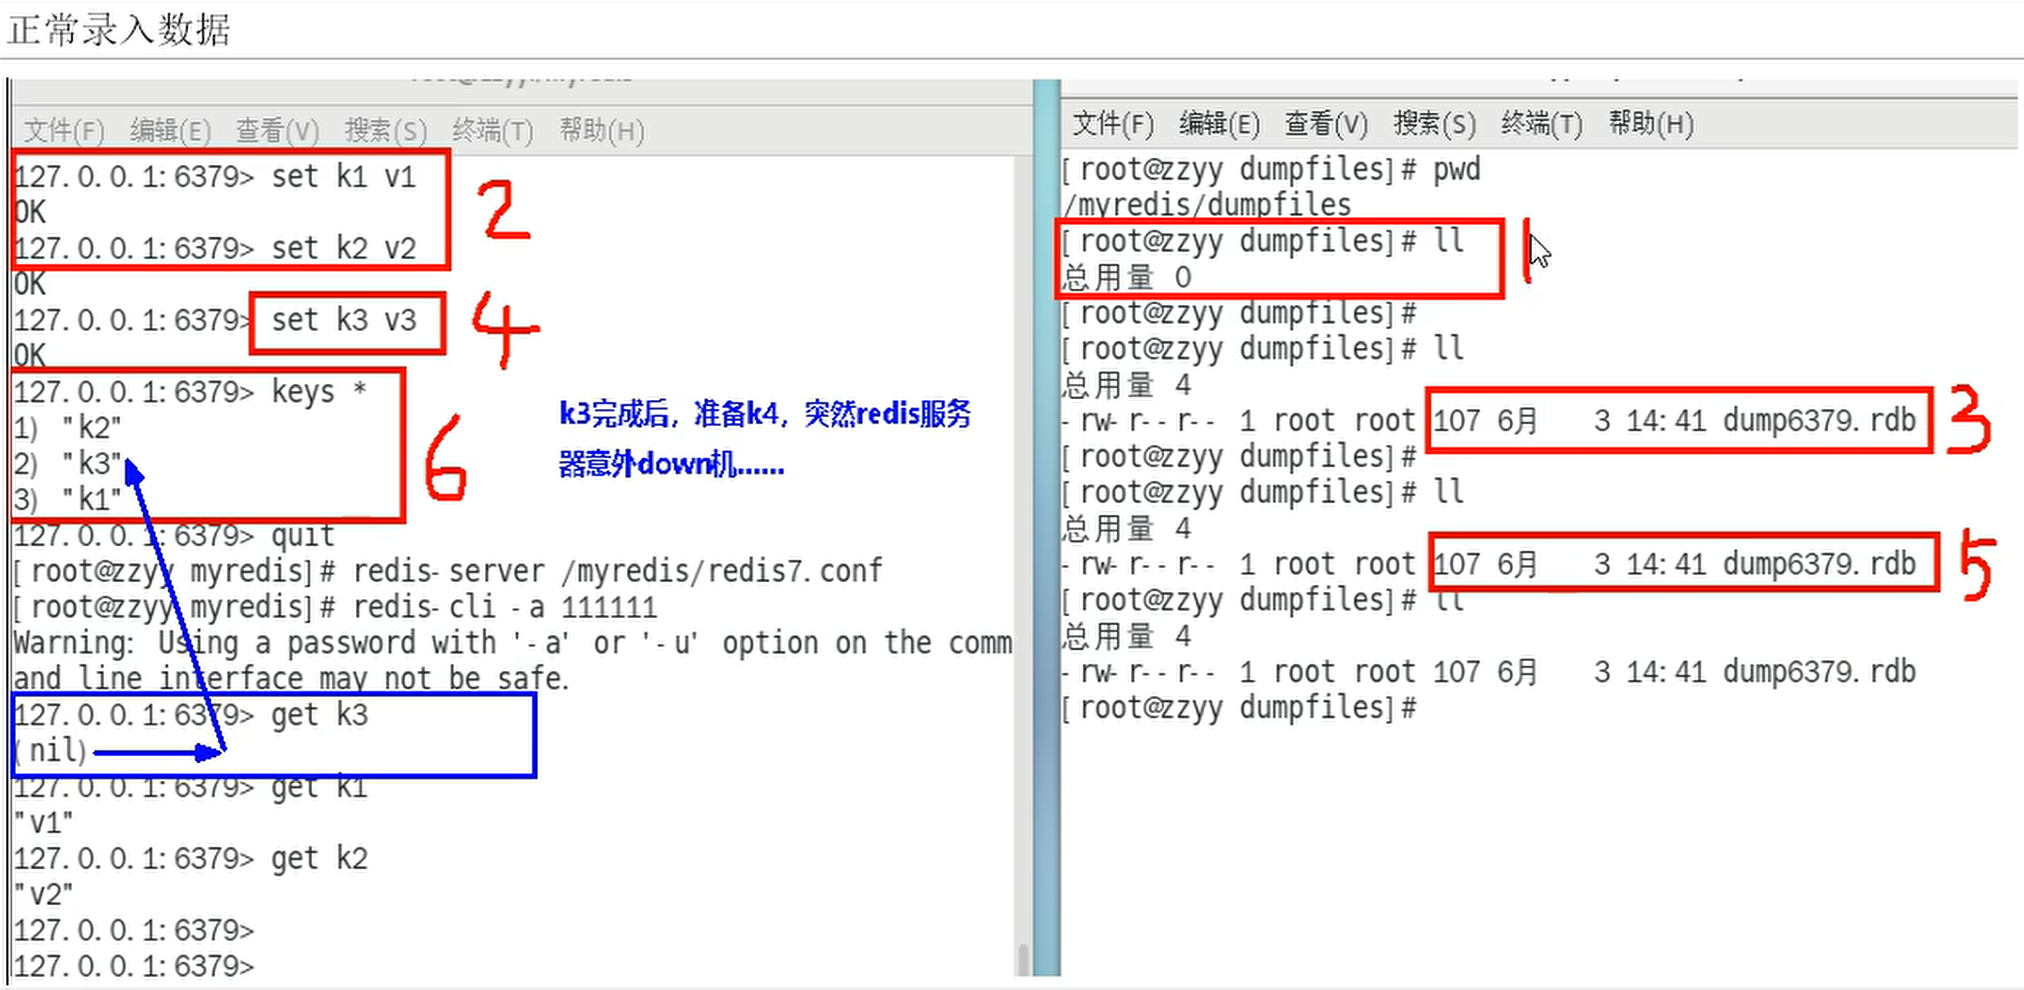 正常录入数据
文件(F) 编辑(E) 查看(V) 搜索(S) 终端(T) 帮助(H)
127.0.0.1:6379> set k1 v1
OK
127.0.0.1:6379> set k2 v2
OK
127.0.0.1:6379> set k3 v3
OK
127.0.0.1:6379> keys *
1) "k2"
2) "k3"
3) "k1"
127.0.0.1:6379> quit
[root@zzyy myredis]# redis-server /myredis/redis7.conf
[root@zzyy myredis]# redis-cli -a 111111
Warning: Using a password with '-a' or '-u' option on the comm
and line interface may not be safe.
127.0.0.1:6379> get k3
(nil)
127.0.0.1:6379> get k1
"v1"
127.0.0.1:6379> get k2
"v2"
127.0.0.1:6379>
127.0.0.1:6379>
2
4
6
k3完成后，准备k4，突然redis服务
器意外down机......
文件(F) 编辑(E) 查看(V) 搜索(S) 终端(T) 帮助(H)
[root@zzyy dumpfiles]# pwd
/myredis/dumpfiles
[root@zzyy dumpfiles]# ll
总用量 0
[root@zzyy dumpfiles]#
[root@zzyy dumpfiles]# ll
总用量 4
-rw-r--r-- 1 root root 107 6月 3 14:41 dump6379.rdb
[root@zzyy dumpfiles]#
[root@zzyy dumpfiles]# ll
总用量 4
-rw-r--r-- 1 root root 107 6月 3 14:41 dump6379.rdb
[root@zzyy dumpfiles]# ll
总用量 4
-rw-r--r-- 1 root root 107 6月 3 14:41 dump6379.rdb
[root@zzyy dumpfiles]#
1
3
5